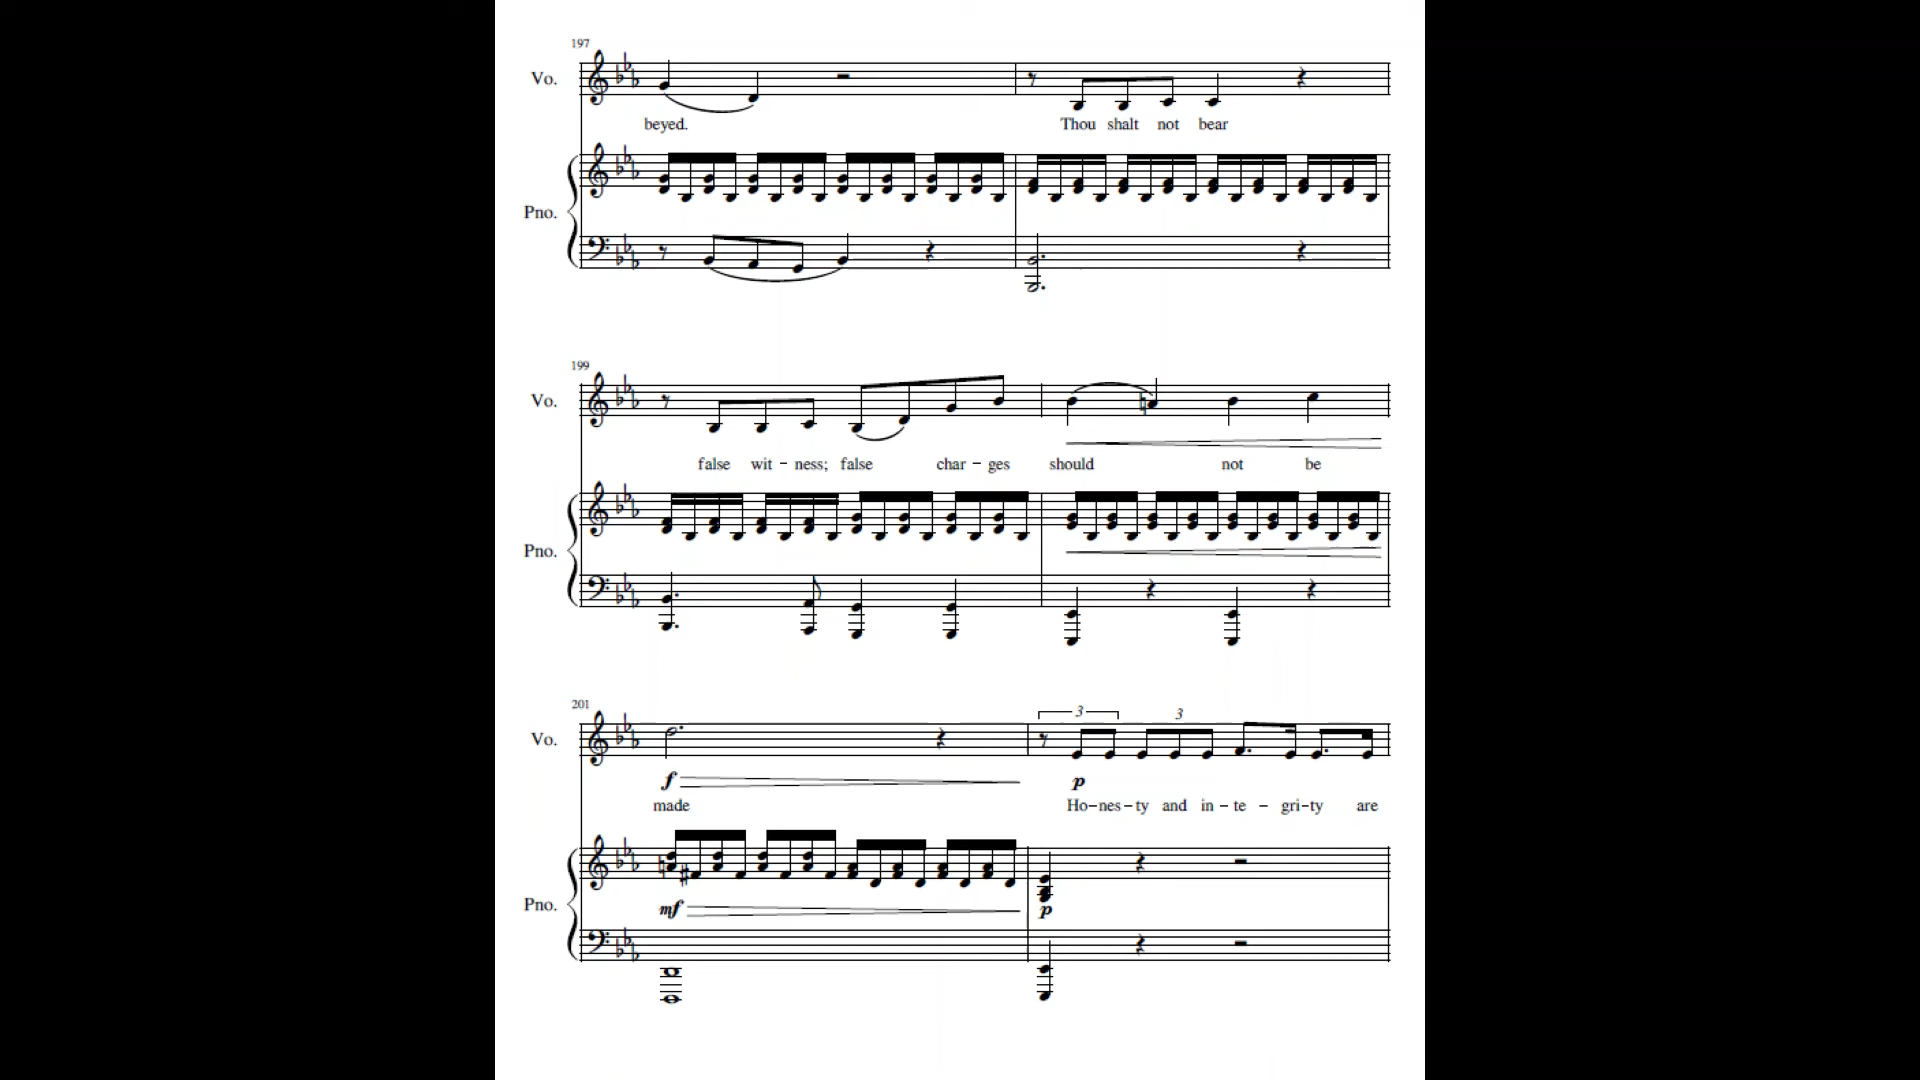 197
Vo.
beyed. Thou shalt not bear
Pno.
199
Vo.
false wit - ness; false char - ges should not be
Pno.
201
3 3
Vo.
f p
made Ho-nes-ty and in - te - gri-ty are
Pno.
mf p